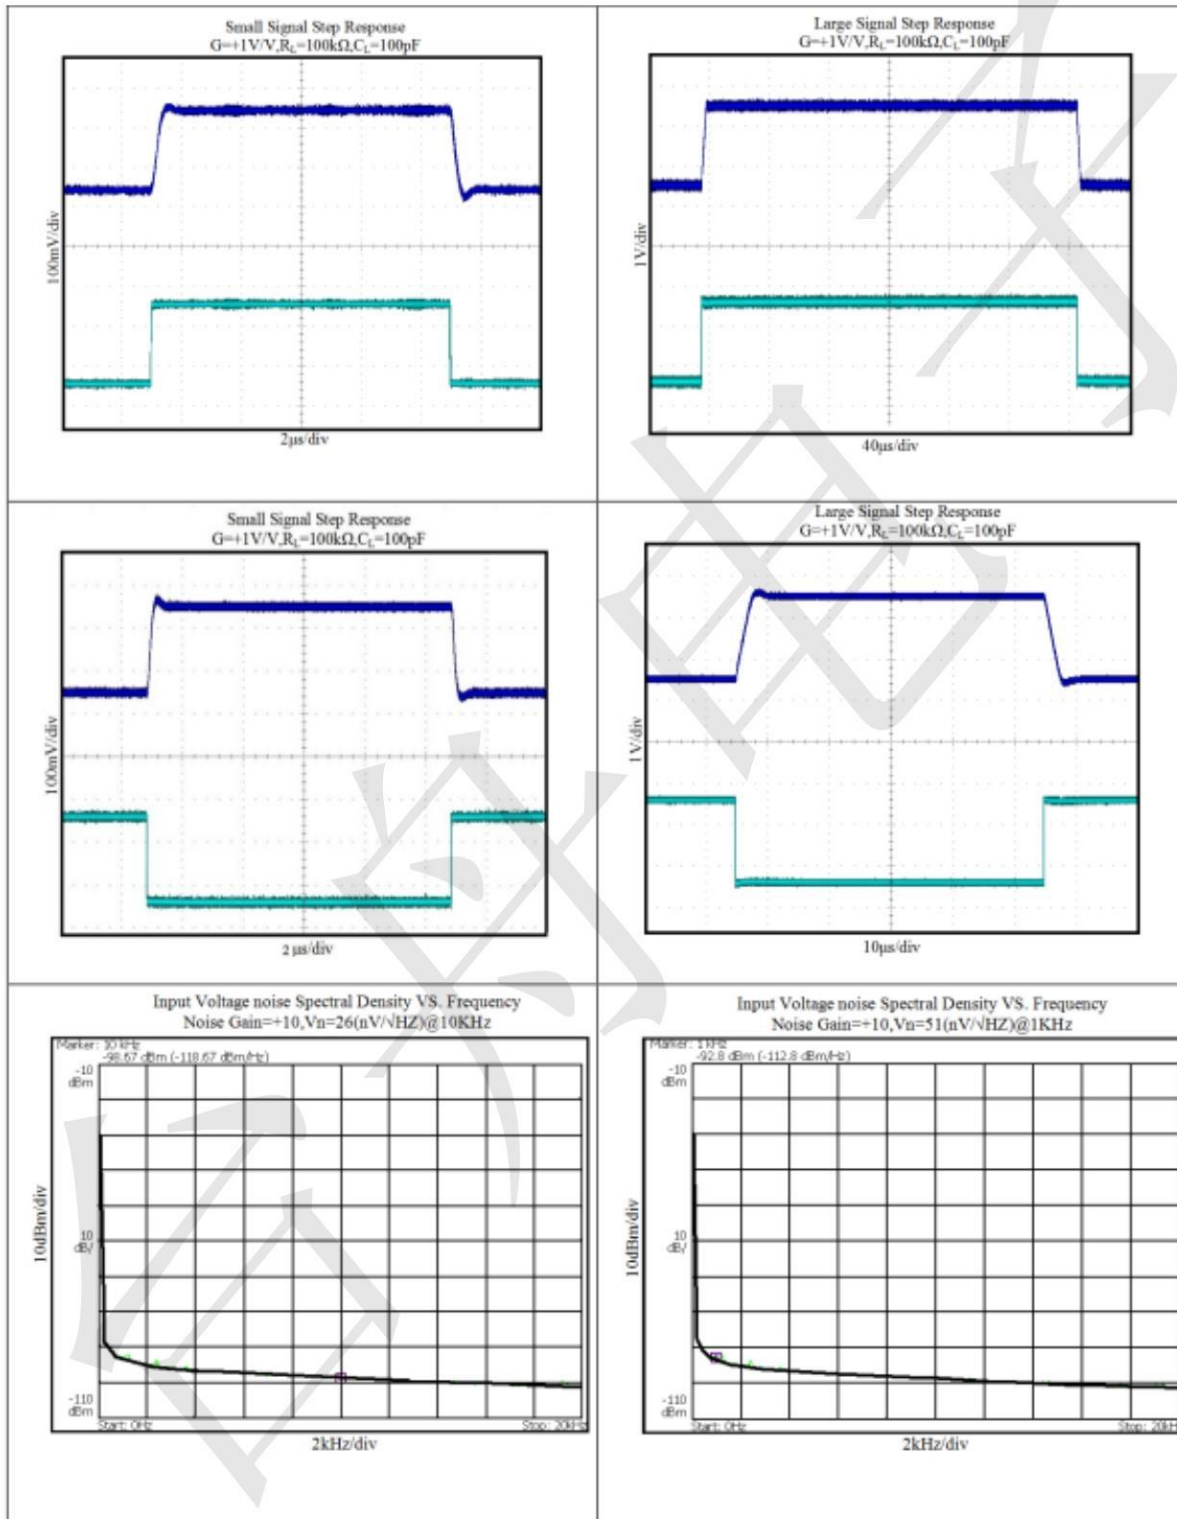 Small Signal Step Response
G=+1V/V,RL=100kΩ,CL=100pF
100mV/div
2μs/div
Large Signal Step Response
G=+1V/V,RL=100kΩ,CL=100pF
1V/div
40μs/div
Small Signal Step Response
G=+1V/V,RL=100kΩ,CL=100pF
100mV/div
2μs/div
Large Signal Step Response
G=+1V/V,RL=100kΩ,CL=100pF
1V/div
10μs/div
Input Voltage noise Spectral Density VS. Frequency
Noise Gain=+10,Vn=26(nV/√HZ)@10KHz
Marker: 10 kHz
-98.67 dBm (-118.67 dBm/Hz)
-10
dBm
10dBm/div
10
dB/
-110
dBm
Start: 0Hz
Stop: 20kHz
2kHz/div
Input Voltage noise Spectral Density VS. Frequency
Noise Gain=+10,Vn=51(nV/√HZ)@1KHz
Marker: 1 kHz
-92.8 dBm (-112.8 dBm/Hz)
-10
dBm
10dBm/div
10
dB/
-110
dBm
Start: 0Hz
Stop: 20kH
2kHz/div